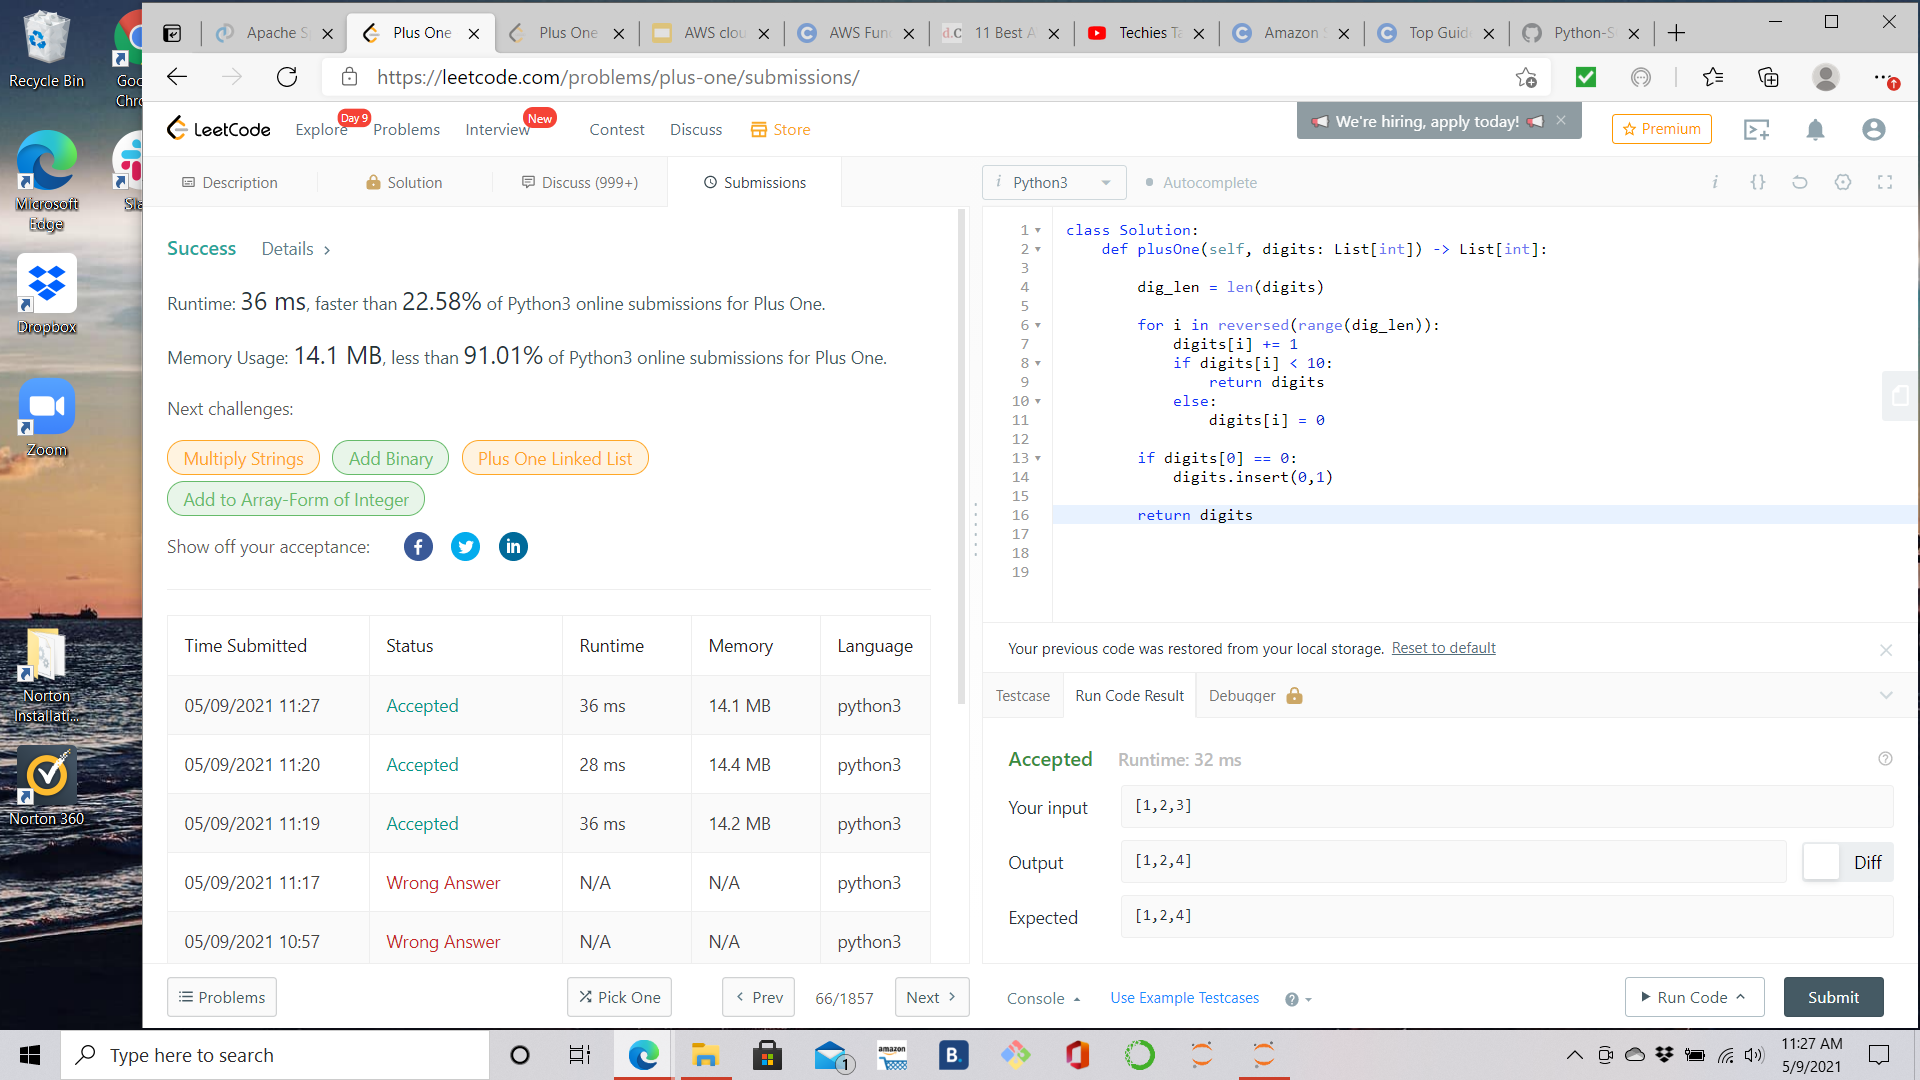 Recycle Bin
Goo
Chro
Microsoft
Edge
Sla
Dropbox
Zoom
Norton
Installati...
Norton 360
Apache S
Plus One
Plus One
AWS clou
AWS Fun
d.C
11 Best A
Techies Ta
Amazon S
Top Guide
Python-S
https://leetcode.com/problems/plus-one/submissions/
LeetCode
Explore
Day 9
Problems
Interview
New
Contest
Discuss
Store
We're hiring, apply today!
Premium
Description
Solution
Discuss (999+)
Submissions
Success
Details >
Runtime: 36 ms, faster than 22.58% of Python3 online submissions for Plus One.
Memory Usage: 14.1 MB, less than 91.01% of Python3 online submissions for Plus One.
Next challenges:
Multiply Strings
Add Binary
Plus One Linked List
Add to Array-Form of Integer
Show off your acceptance:
Time Submitted Status Runtime Memory Language
05/09/2021 11:27 Accepted 36 ms 14.1 MB python3
05/09/2021 11:20 Accepted 28 ms 14.4 MB python3
05/09/2021 11:19 Accepted 36 ms 14.2 MB python3
05/09/2021 11:17 Wrong Answer N/A N/A python3
05/09/2021 10:57 Wrong Answer N/A N/A python3
Problems
Pick One
< Prev
66/1857
Next >
i Python3
Autocomplete
i {}
1 class Solution:
2 def plusOne(self, digits: List[int]) -> List[int]:
3
4 dig_len = len(digits)
5
6 for i in reversed(range(dig_len)):
7 digits[i] += 1
8 if digits[i] < 10:
9 return digits
10 else:
11 digits[i] = 0
12
13 if digits[0] == 0:
14 digits.insert(0,1)
15
16 return digits
17
18
19
Your previous code was restored from your local storage. Reset to default
Testcase
Run Code Result
Debugger
Accepted Runtime: 32 ms
Your input [1,2,3]
Output [1,2,4]
Diff
Expected [1,2,4]
Console
Use Example Testcases
Run Code
Submit
Type here to search
1
amazon
B.
11:27 AM
5/9/2021